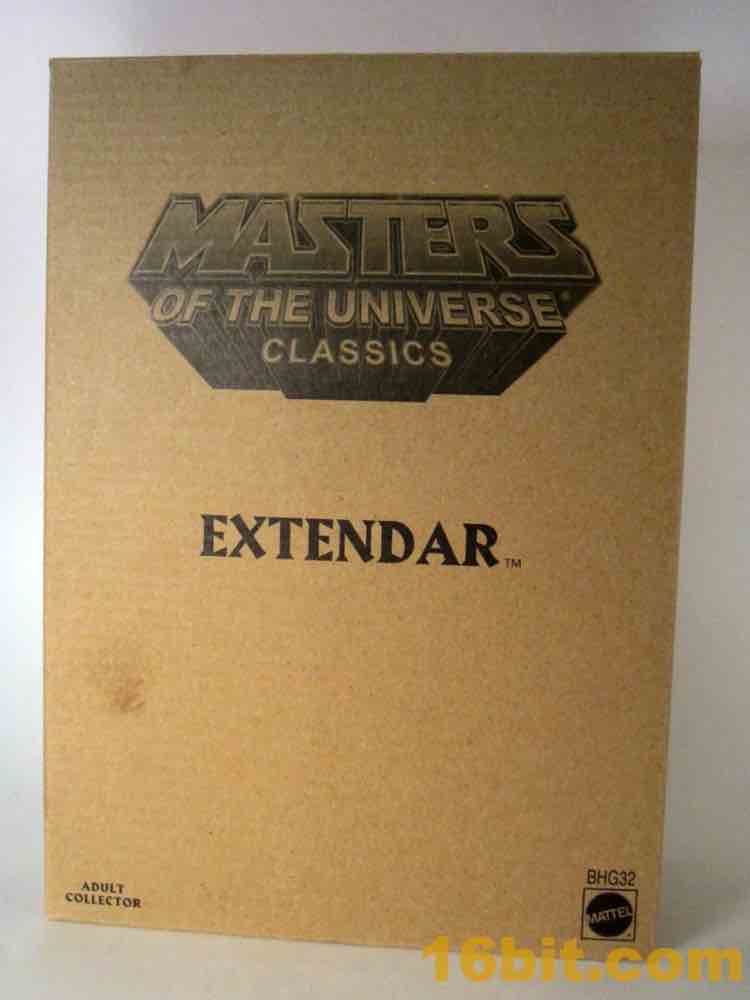 MASTERS
OF THE UNIVERSE®
CLASSICS
EXTENDAR™
ADULT
COLLECTOR
BHG32
MATTEL
16bit.com